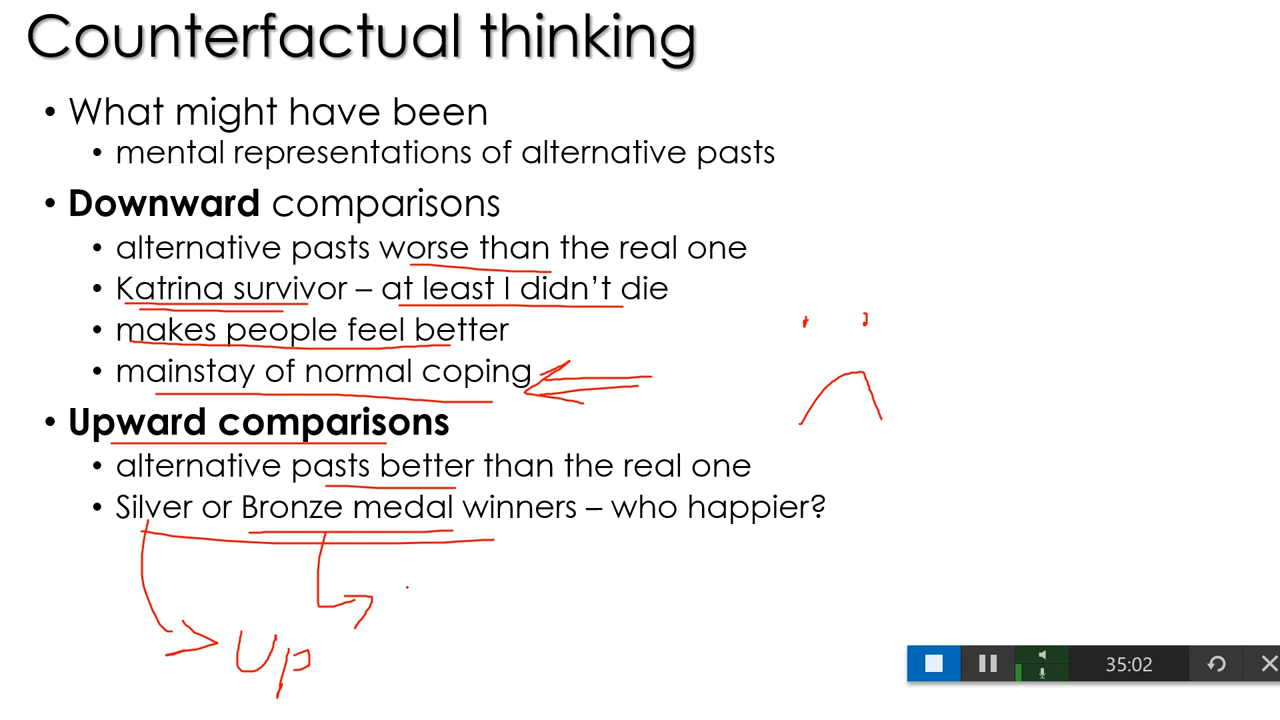 Counterfactual thinking
• What might have been
• mental representations of alternative pasts
• Downward comparisons
• alternative pasts worse than the real one
• Katrina survivor – at least I didn't die
• makes people feel better
• mainstay of normal coping
• Upward comparisons
• alternative pasts better than the real one
• Silver or Bronze medal winners – who happier?
Up
35:02